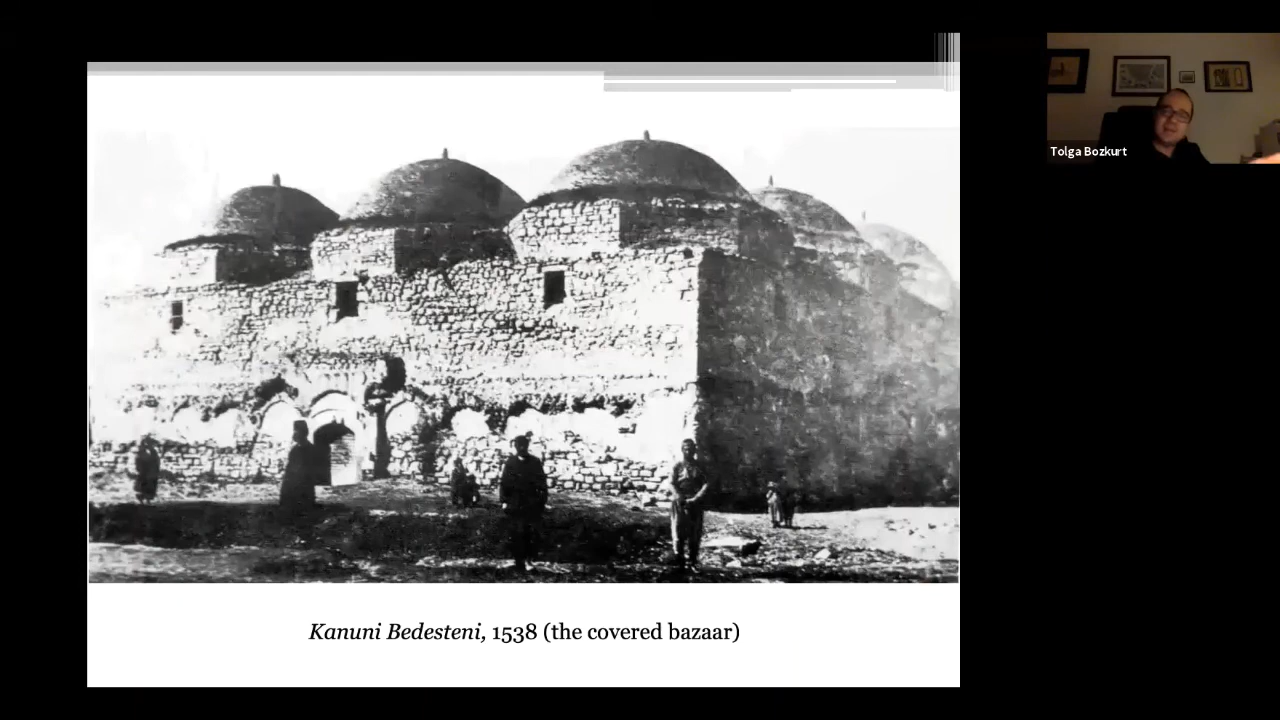 Tolga Bozkurt
Kanuni Bedesteni, 1538 (the covered bazaar)